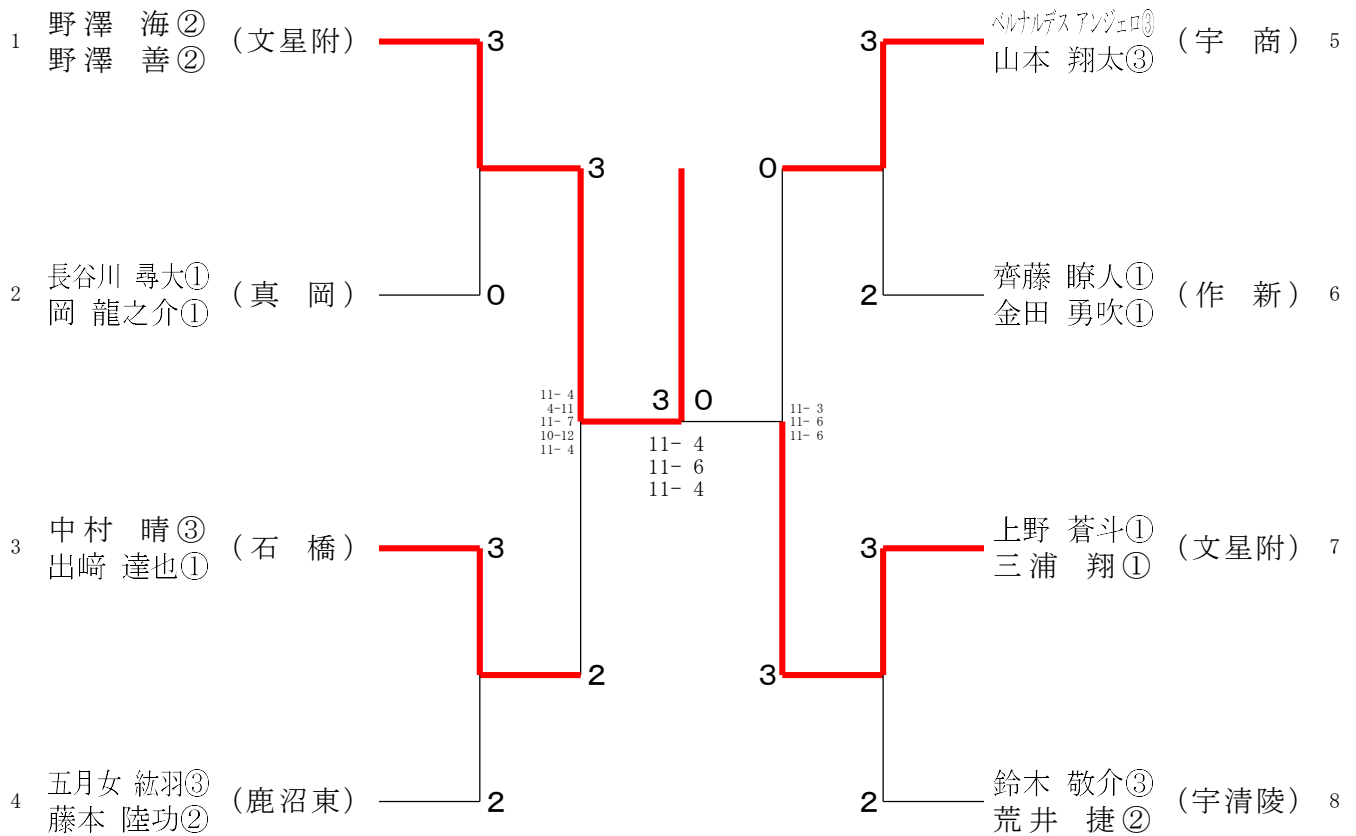 1 野澤 海② (文星附) 3
野澤 善②
2 長谷川 尋大① (真 岡) 0
岡 龍之介①
3
3 中村 晴③ (石 橋) 3
出﨑 達也①
4 五月女 紘羽③ (鹿沼東) 2
藤本 陸功②
2
11- 4
4-11
11- 7
10-12
11- 4
3 0
11- 4
11- 6
11- 4
3 ベルナルデス アンジェロ③ (宇 商) 5
山本 翔太③
0
2 齊藤 瞭人① (作 新) 6
金田 勇吹①
11- 3
11- 6
11- 6
3 上野 蒼斗① (文星附) 7
三浦 翔①
3
2 鈴木 敬介③ (宇清陵) 8
荒井 捷②